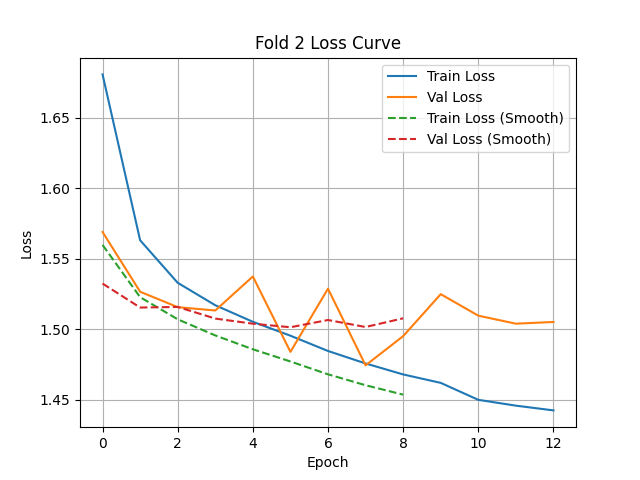 Fold 2 Loss Curve
Train Loss
Val Loss
Train Loss (Smooth)
Val Loss (Smooth)
Loss
1.65
1.60
1.55
1.50
1.45
0 2 4 6 8 10 12
Epoch